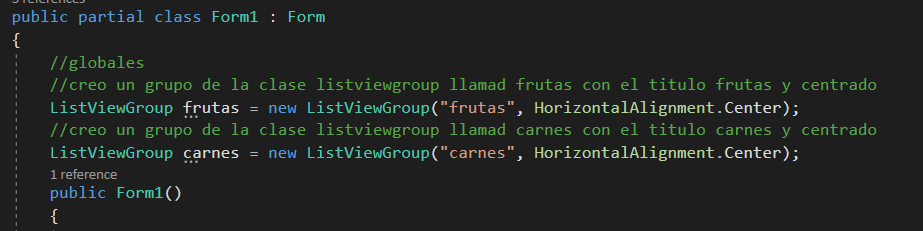 3 references
public partial class Form1 : Form
{
//globales
//creo un grupo de la clase listviewgroup llamad frutas con el titulo frutas y centrado
ListViewGroup frutas = new ListViewGroup("frutas", HorizontalAlignment.Center);
//creo un grupo de la clase listviewgroup llamad carnes con el titulo carnes y centrado
ListViewGroup carnes = new ListViewGroup("carnes", HorizontalAlignment.Center);
1 reference
public Form1()
{